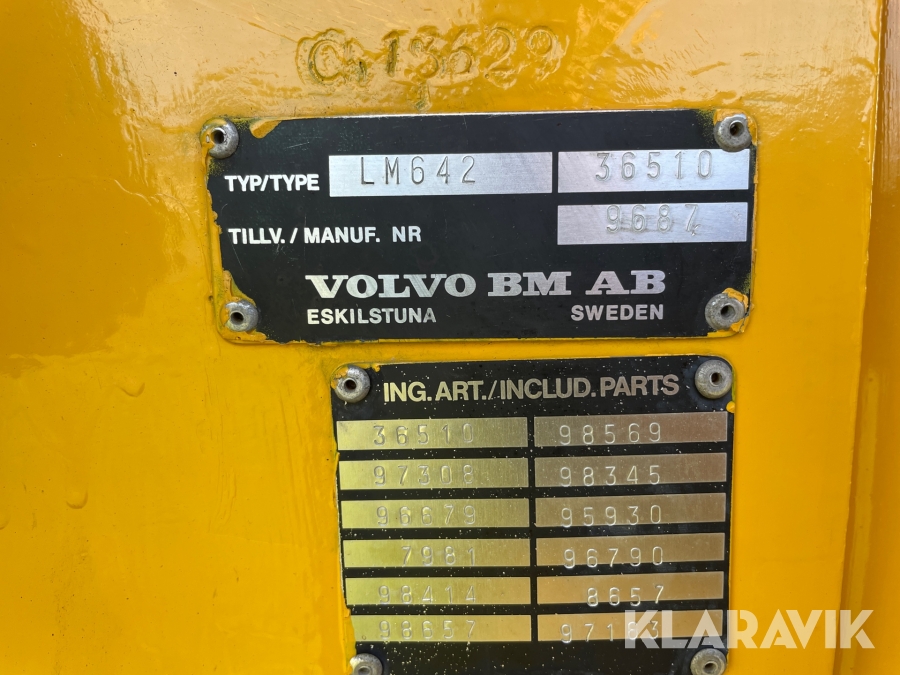 13629
TYP/TYPE LM642 36510
TILLV./MANUF. NR 9687
VOLVO BM AB
ESKILSTUNA SWEDEN
ING.ART./INCLUD.PARTS
36510 98569
97308 98345
96679 95930
7981 96790
98414 8657
98657
KLARAVIK